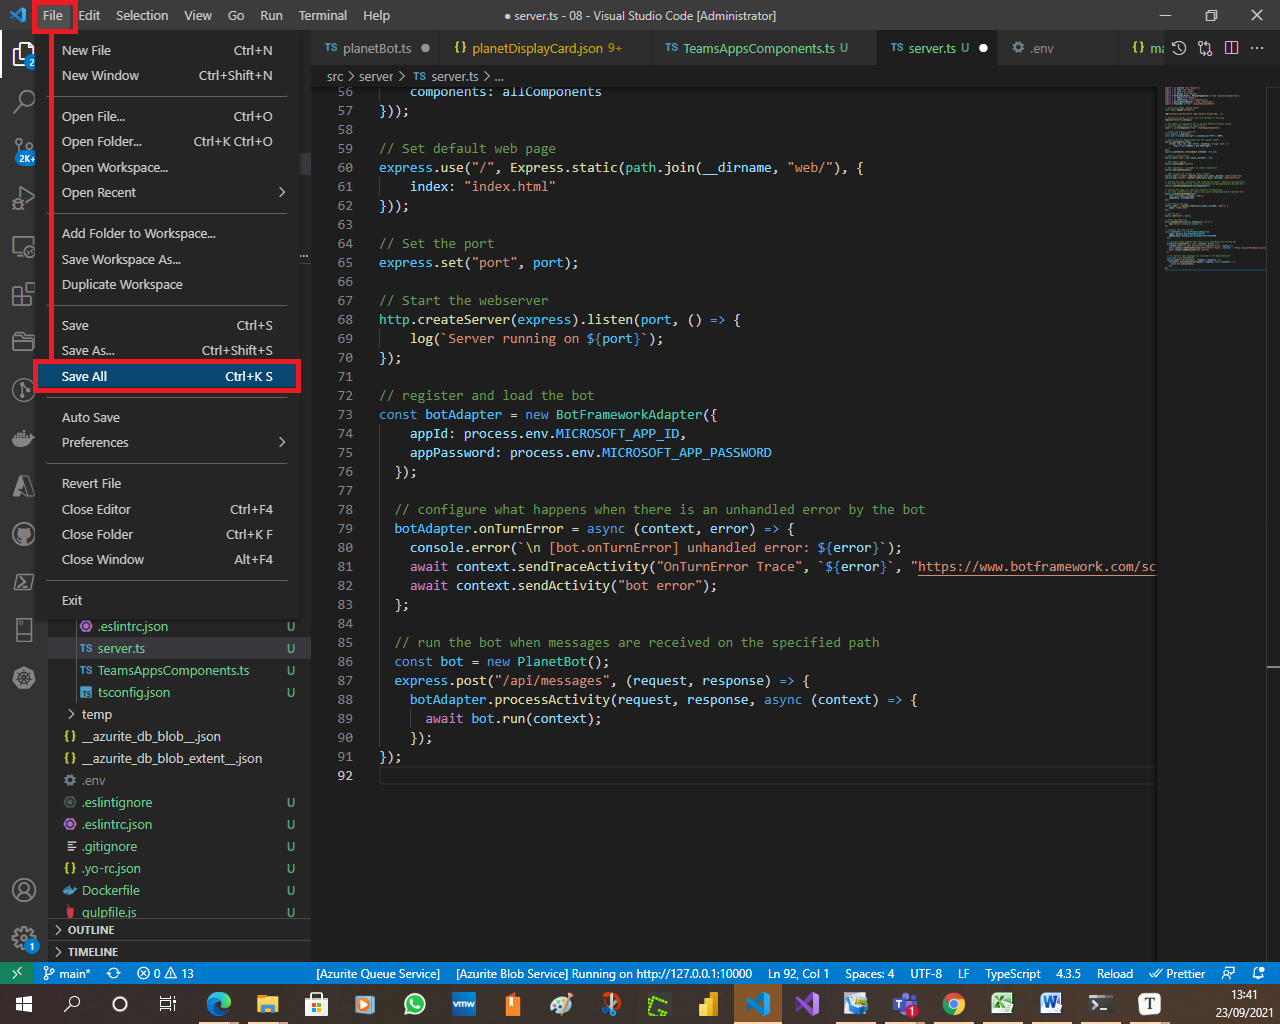 File Edit Selection View Go Run Terminal Help ● server.ts - 08 - Visual Studio Code [Administrator]
planetBot.ts
planetDisplayCard.json 9+
TeamsAppsComponents.ts U
server.ts U
.env
src > server > TS server.ts > ...
New File Ctrl+N
New Window Ctrl+Shift+N
Open File... Ctrl+O
Open Folder... Ctrl+K Ctrl+O
Open Workspace...
Open Recent
Add Folder to Workspace...
Save Workspace As...
Duplicate Workspace
Save Ctrl+S
Save As... Ctrl+Shift+S
Save All Ctrl+K S
Auto Save
Preferences
Revert File
Close Editor Ctrl+F4
Close Folder Ctrl+K F
Close Window Alt+F4
Exit
2
2K+
1
.eslintrc.json U
TS server.ts U
TS TeamsAppsComponents.ts U
tsconfig.json U
temp
__azurite_db_blob__.json
__azurite_db_blob_extent__.json
.env
.eslintignore U
.eslintrc.json U
.gitignore U
.yo-rc.json U
Dockerfile U
gulpfile.js U
OUTLINE
TIMELINE
56 components: allComponents
57 }));
58
59 // Set default web page
60 express.use("/", Express.static(path.join(__dirname, "web/"), {
61 index: "index.html"
62 }));
63
64 // Set the port
65 express.set("port", port);
66
67 // Start the webserver
68 http.createServer(express).listen(port, () => {
69 log(`Server running on ${port}`);
70 });
71
72 // register and load the bot
73 const botAdapter = new BotFrameworkAdapter({
74 appId: process.env.MICROSOFT_APP_ID,
75 appPassword: process.env.MICROSOFT_APP_PASSWORD
76 });
77
78 // configure what happens when there is an unhandled error by the bot
79 botAdapter.onTurnError = async (context, error) => {
80 console.error(`\n [bot.onTurnError] unhandled error: ${error}`);
81 await context.sendTraceActivity("OnTurnError Trace", `${error}`, "https://www.botframework.com/sc
82 await context.sendActivity("bot error");
83 };
84
85 // run the bot when messages are received on the specified path
86 const bot = new PlanetBot();
87 express.post("/api/messages", (request, response) => {
88 botAdapter.processActivity(request, response, async (context) => {
89 await bot.run(context);
90 });
91 });
92
main* 0 13 [Azurite Queue Service] [Azurite Blob Service] Running on http://127.0.0.1:10000 Ln 92, Col 1 Spaces: 4 UTF-8 LF TypeScript 4.3.5 Reload Prettier
vmw
1
T
13:41
23/09/2021